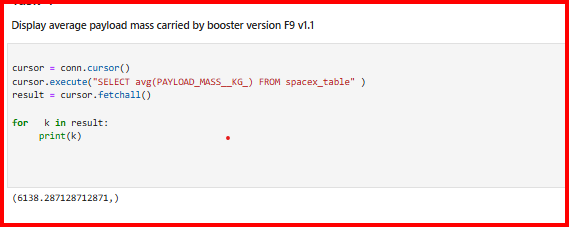 Display average payload mass carried by booster version F9 v1.1
cursor = conn.cursor()
cursor.execute("SELECT avg(PAYLOAD_MASS__KG_) FROM spacex_table" )
result = cursor.fetchall()
for   k in result:
     print(k)
(6138.287128712871,)